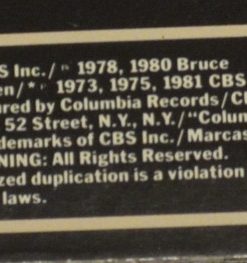 S Inc./℗ 1978, 1980 Bruce
en/*℗ 1973, 1975, 1981 CBS
ured by Columbia Records/CB
52 Street, N.Y., N.Y./"Colum
demarks of CBS Inc./Marcas
NING: All Rights Reserved.
zed duplication is a violation
laws.